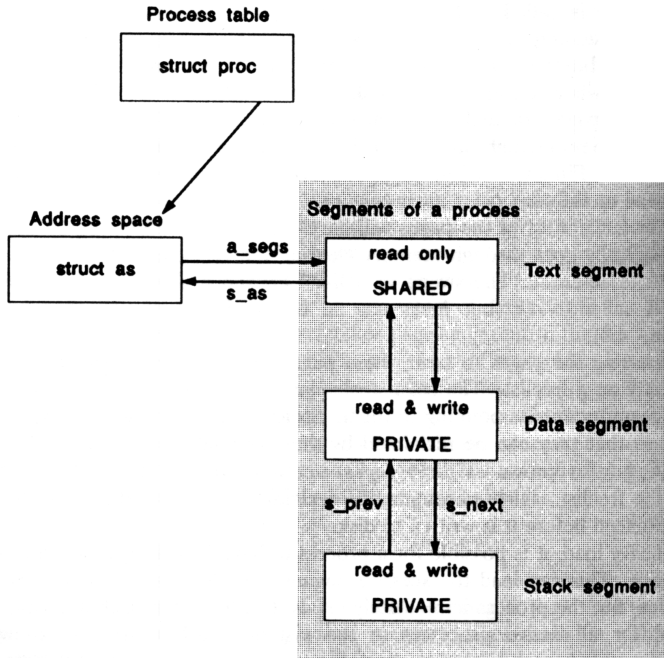 Process table
struct proc
Address space
struct as
a_segs
s_as
Segments of a process
read only
SHARED
Text segment
read & write
PRIVATE
Data segment
s_prev
s_next
read & write
PRIVATE
Stack segment